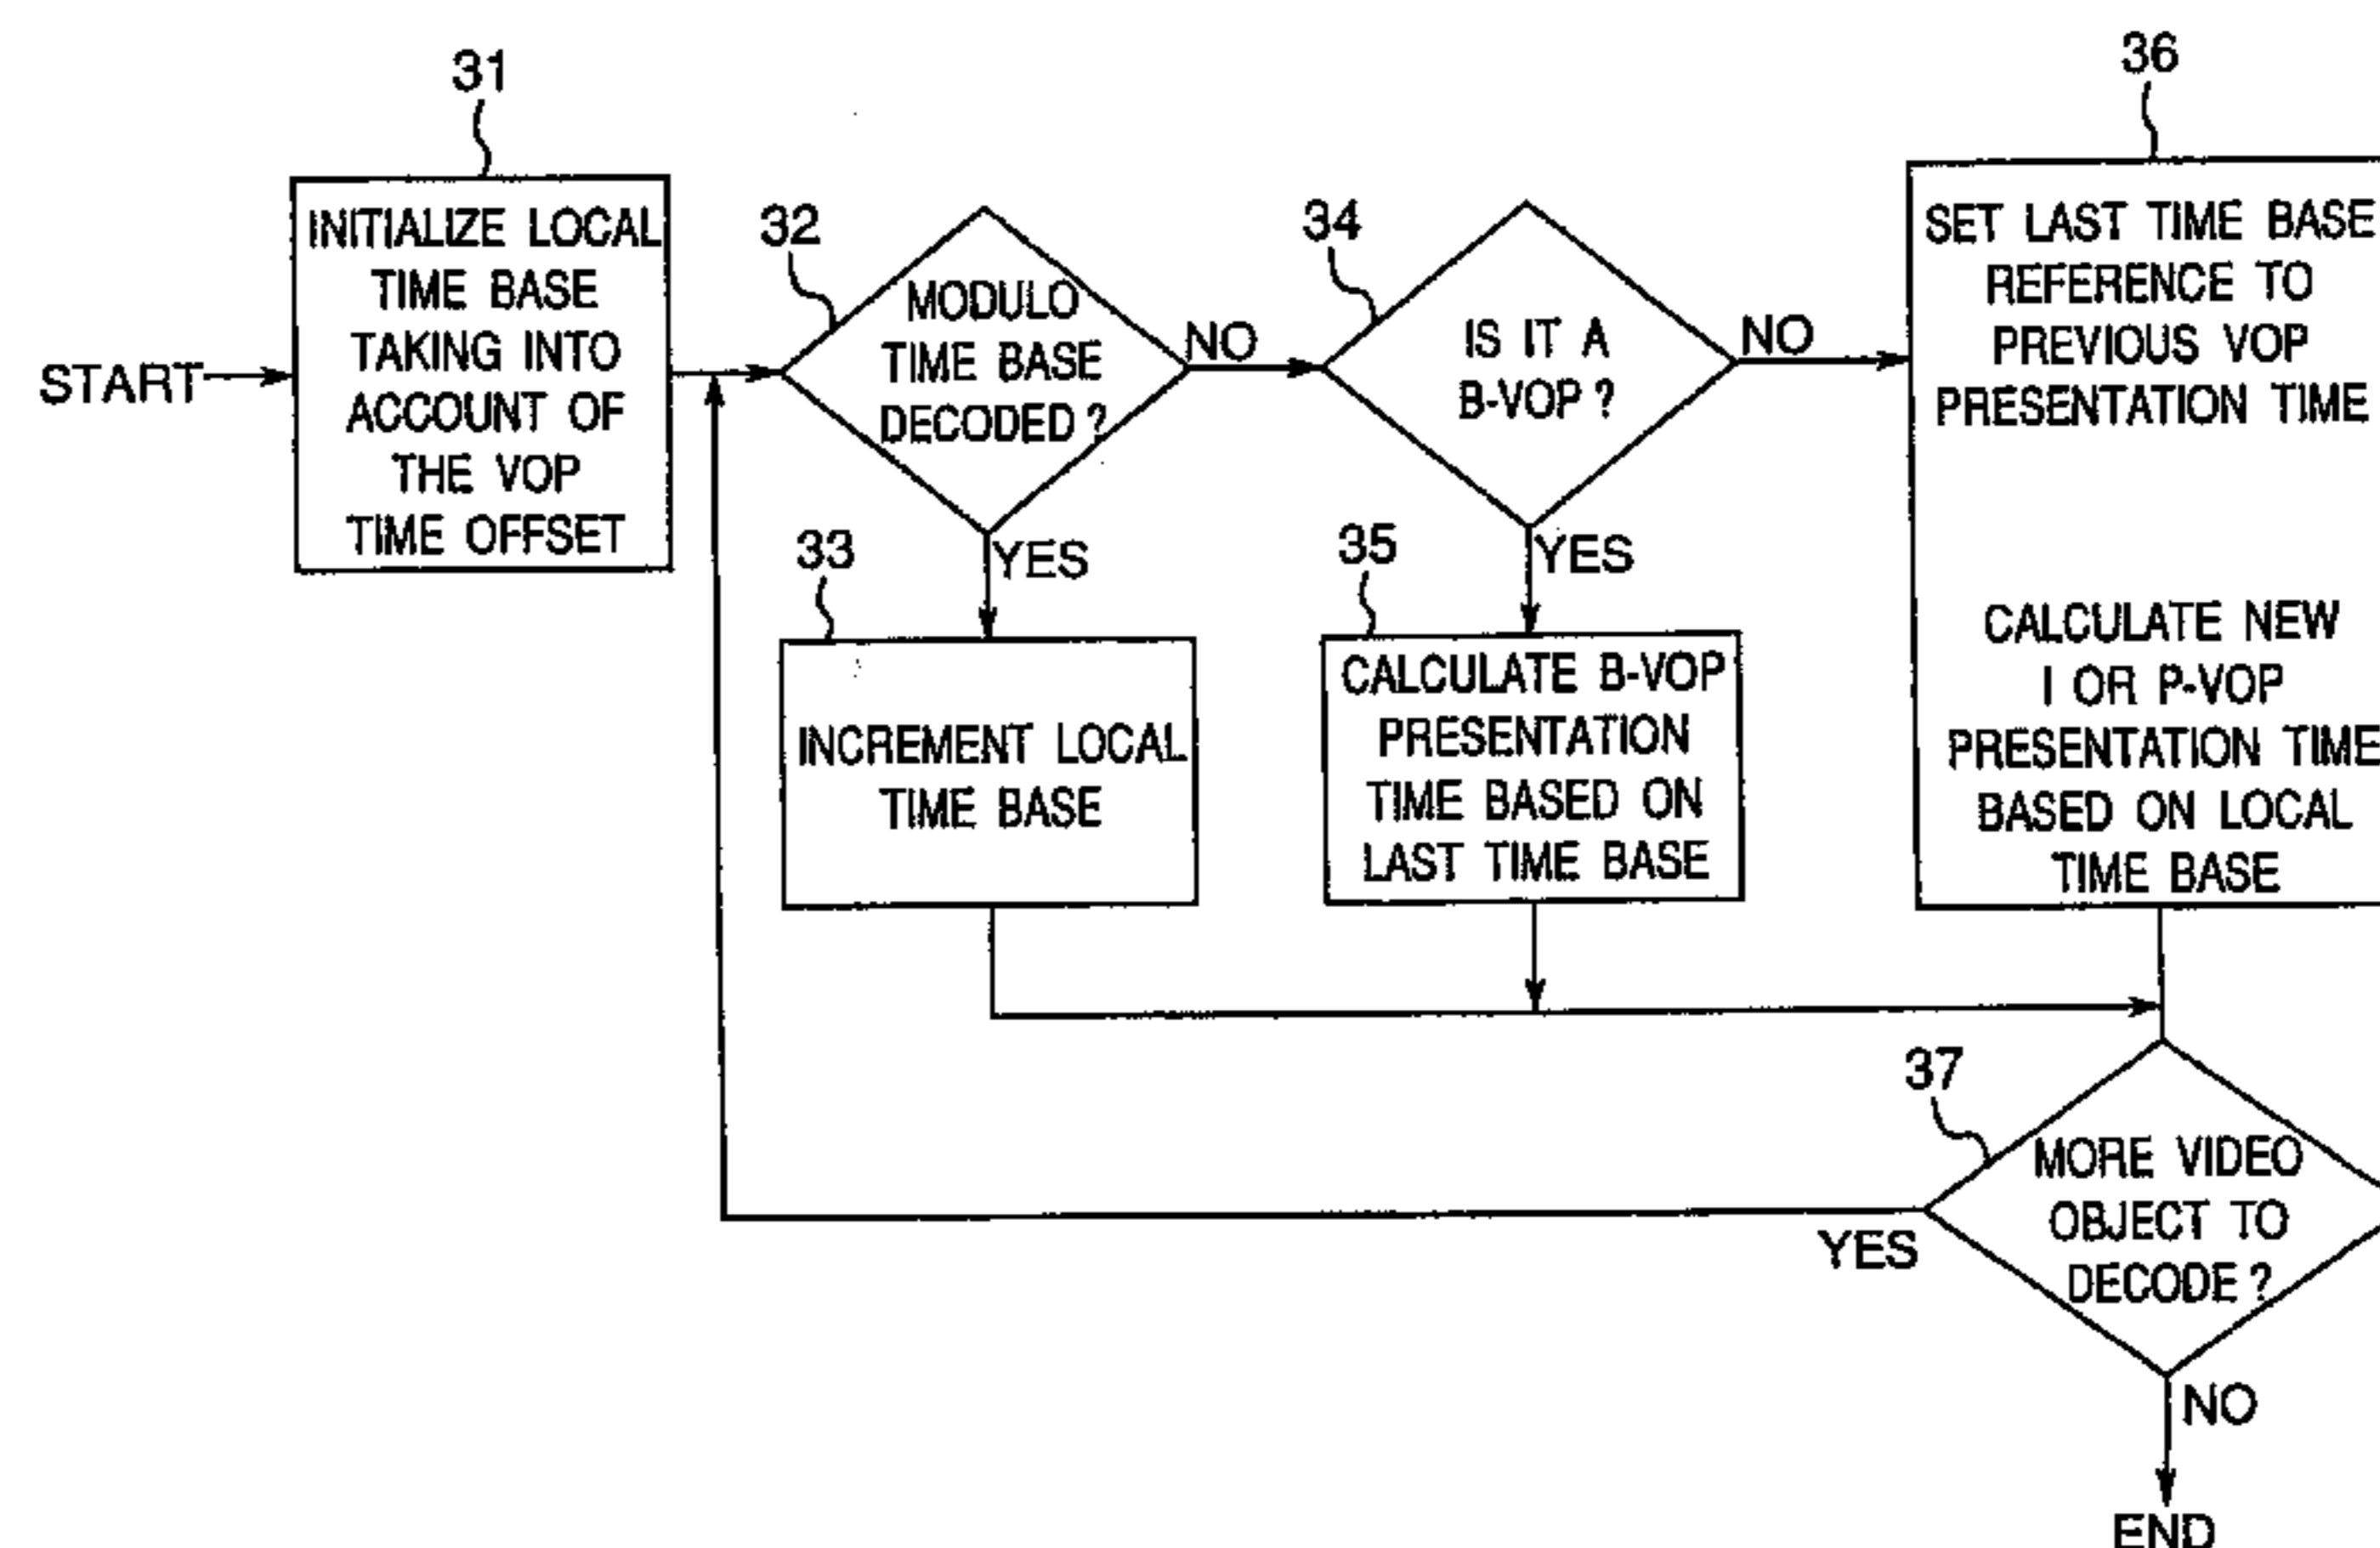 31
INITIALIZE LOCAL
TIME BASE
TAKING INTO
ACCOUNT OF
THE VOP
TIME OFFSET
START
32
MODULO
TIME BASE
DECODED ?
NO
YES
33
INCREMENT LOCAL
TIME BASE
34
IS IT A
B-VOP ?
NO
YES
35
CALCULATE B-VOP
PRESENTATION
TIME BASED ON
LAST TIME BASE
36
SET LAST TIME BASE
REFERENCE TO
PREVIOUS VOP
PRESENTATION TIME
CALCULATE NEW
I OR P-VOP
PRESENTATION TIME
BASED ON LOCAL
TIME BASE
37
MORE VIDEO
OBJECT TO
DECODE ?
YES
NO
END